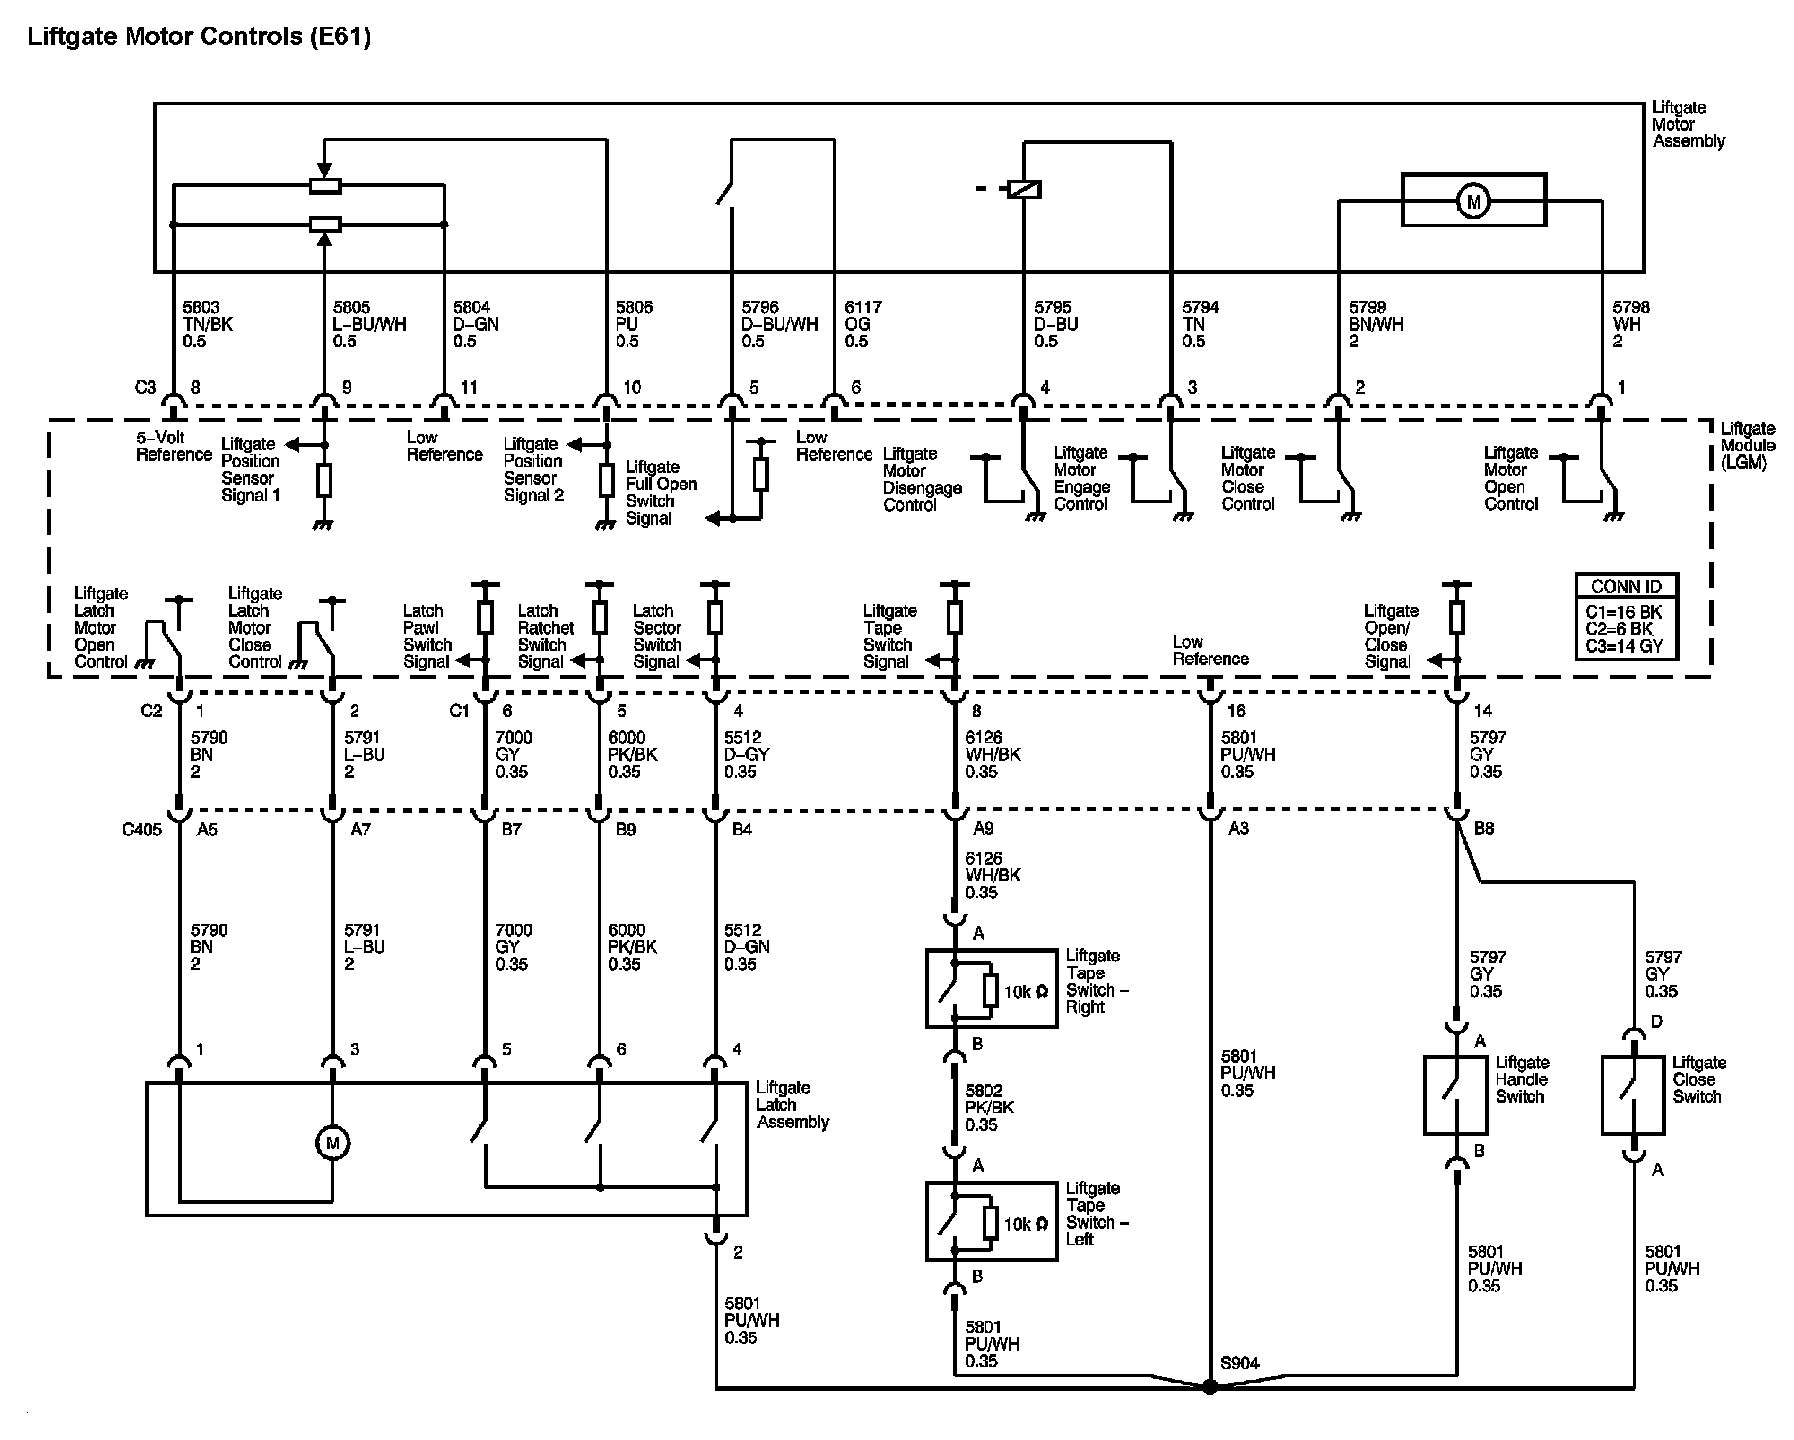 Liftgate Motor Controls (E61)
Liftgate
Motor
Assembly
M
5803
TN/BK
0.5
5805
L-BU/WH
0.5
5804
D-GN
0.5
5806
PU
0.5
5796
D-BU/WH
0.5
6117
OG
0.5
5795
D-BU
0.5
5794
TN
0.5
5799
BN/WH
2
5798
WH
2
C3 8 9 11 10 5 6 4 3 2 1
5-Volt
Reference
Liftgate
Position
Sensor
Signal 1
Low
Reference
Liftgate
Position
Sensor
Signal 2
Liftgate
Full Open
Switch
Signal
Low
Reference
Liftgate
Motor
Disengage
Control
Liftgate
Motor
Engage
Control
Liftgate
Motor
Close
Control
Liftgate
Motor
Open
Control
Liftgate
Module
(LGM)
Liftgate
Latch
Motor
Open
Control
Liftgate
Latch
Motor
Close
Control
Latch
Pawl
Switch
Signal
Latch
Ratchet
Switch
Signal
Latch
Sector
Switch
Signal
Liftgate
Tape
Switch
Signal
Low
Reference
Liftgate
Open/
Close
Signal
CONN ID
C1=16 BK
C2=6 BK
C3=14 GY
C2 1 2 C1 6 5 4 8 16 14
5790
BN
2
5791
L-BU
2
7000
GY
0.35
6000
PK/BK
0.35
5512
D-GY
0.35
6126
WH/BK
0.35
5801
PU/WH
0.35
5797
GY
0.35
C405 A5 A7 B7 B9 B4 A9 A3 B8
6126
WH/BK
0.35
5790
BN
2
5791
L-BU
2
7000
GY
0.35
6000
PK/BK
0.35
5512
D-GN
0.35
A
Liftgate
Tape
Switch –
Right
10k Ω
B
5797
GY
0.35
5797
GY
0.35
1 3 5 6 4
5802
PK/BK
0.35
5801
PU/WH
0.35
A
Liftgate
Handle
Switch
B
D
Liftgate
Close
Switch
A
Liftgate
Latch
Assembly
M
A
Liftgate
Tape
Switch –
Left
10k Ω
B
2
5801
PU/WH
0.35
5801
PU/WH
0.35
5801
PU/WH
0.35
5801
PU/WH
0.35
S904